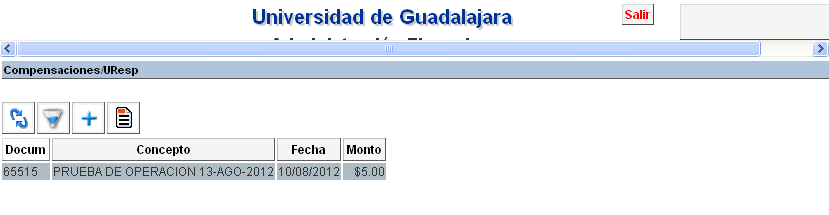 Universidad de Guadalajara
Salir
Compensaciones/UResp
Docum Concepto Fecha Monto
65515 PRUEBA DE OPERACION 13-AGO-2012 10/08/2012 $5.00